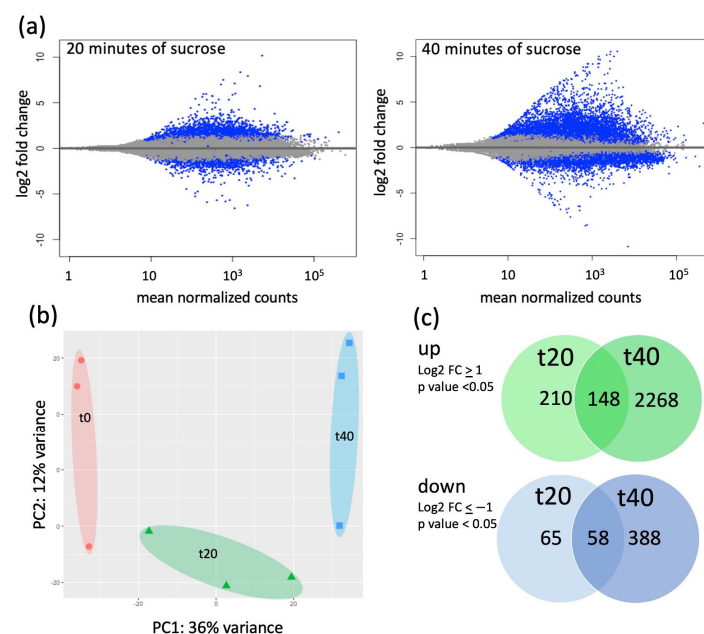 (a)
20 minutes of sucrose
40 minutes of sucrose
log2 fold change
10
5
0
-5
-10
1
10
10³
10⁵
mean normalized counts
log2 fold change
10
5
0
-5
-10
1
10
10³
10⁵
mean normalized counts
(b)
PC2: 12% variance
20
0
0
0
-20
t0
t20
t40
-20
0
20
PC1: 36% variance
(c)
up
Log2 FC ≥ 1
p value <0.05
t20
t40
210
148
2268
down
Log2 FC ≤ −1
p value < 0.05
t20
t40
65
58
388